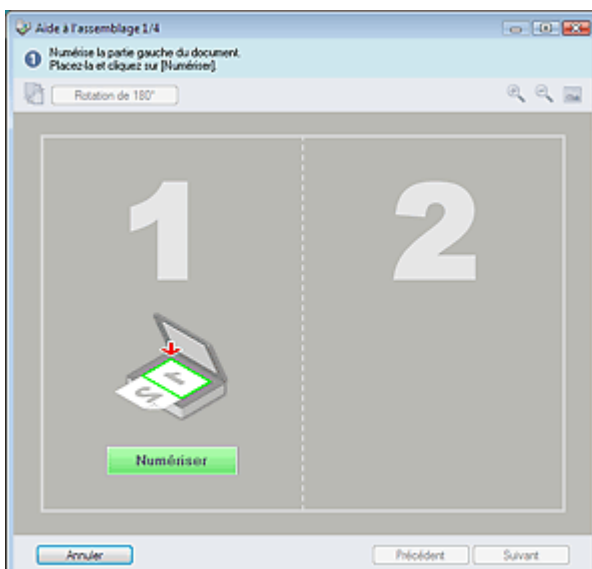 Aide à l'assemblage 1/4
1 Numérise la partie gauche du document.
Placez-la et cliquez sur [Numériser].
Rotation de 180°
1 2
Numériser
Annuler Précédent Suivant